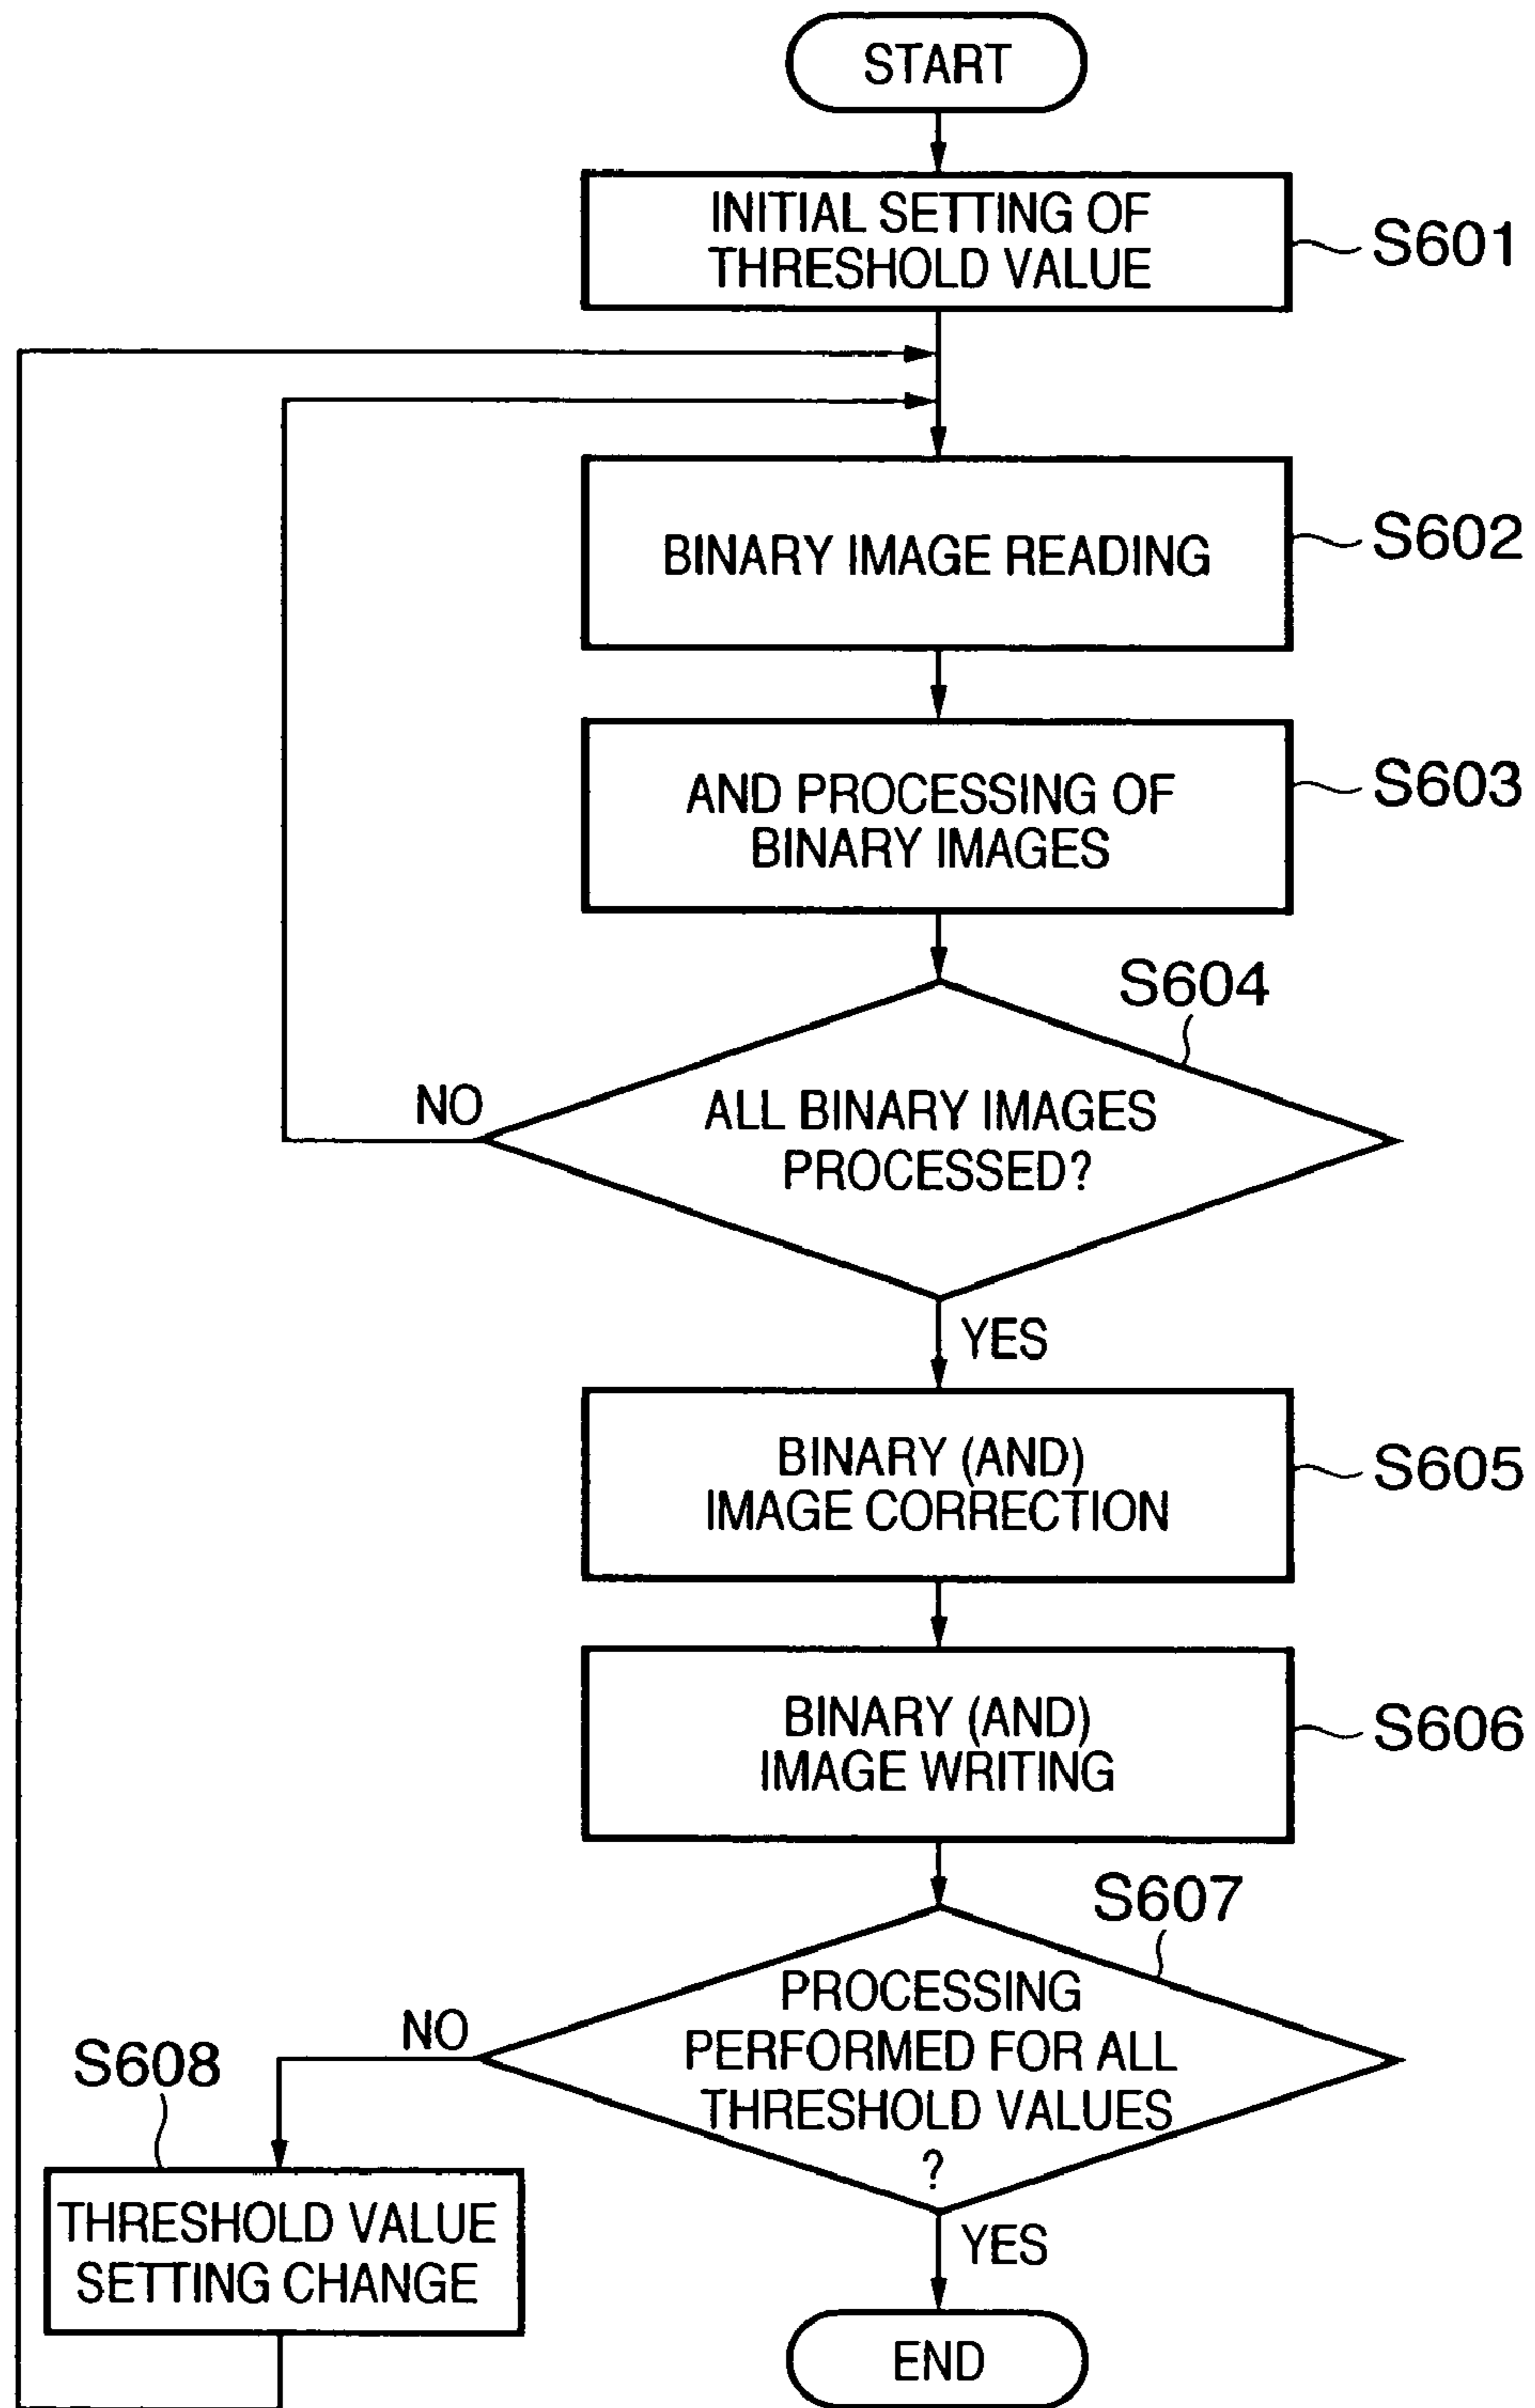 START
INITIAL SETTING OF
THRESHOLD VALUE
S601
BINARY IMAGE READING
S602
AND PROCESSING OF
BINARY IMAGES
S603
S604
NO
ALL BINARY IMAGES
PROCESSED?
YES
BINARY (AND)
IMAGE CORRECTION
S605
BINARY (AND)
IMAGE WRITING
S606
S607
NO
PROCESSING
PERFORMED FOR ALL
THRESHOLD VALUES
?
S608
THRESHOLD VALUE
SETTING CHANGE
YES
END